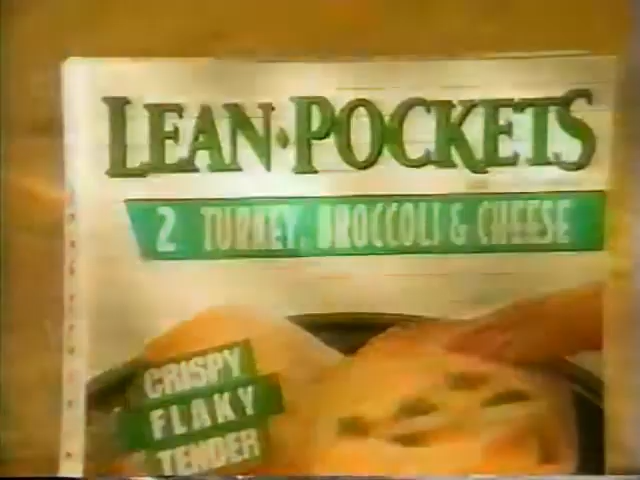 LEAN·POCKETS
2 TURKEY, BROCCOLI & CHEESE
CRISPY
FLAKY
TENDER